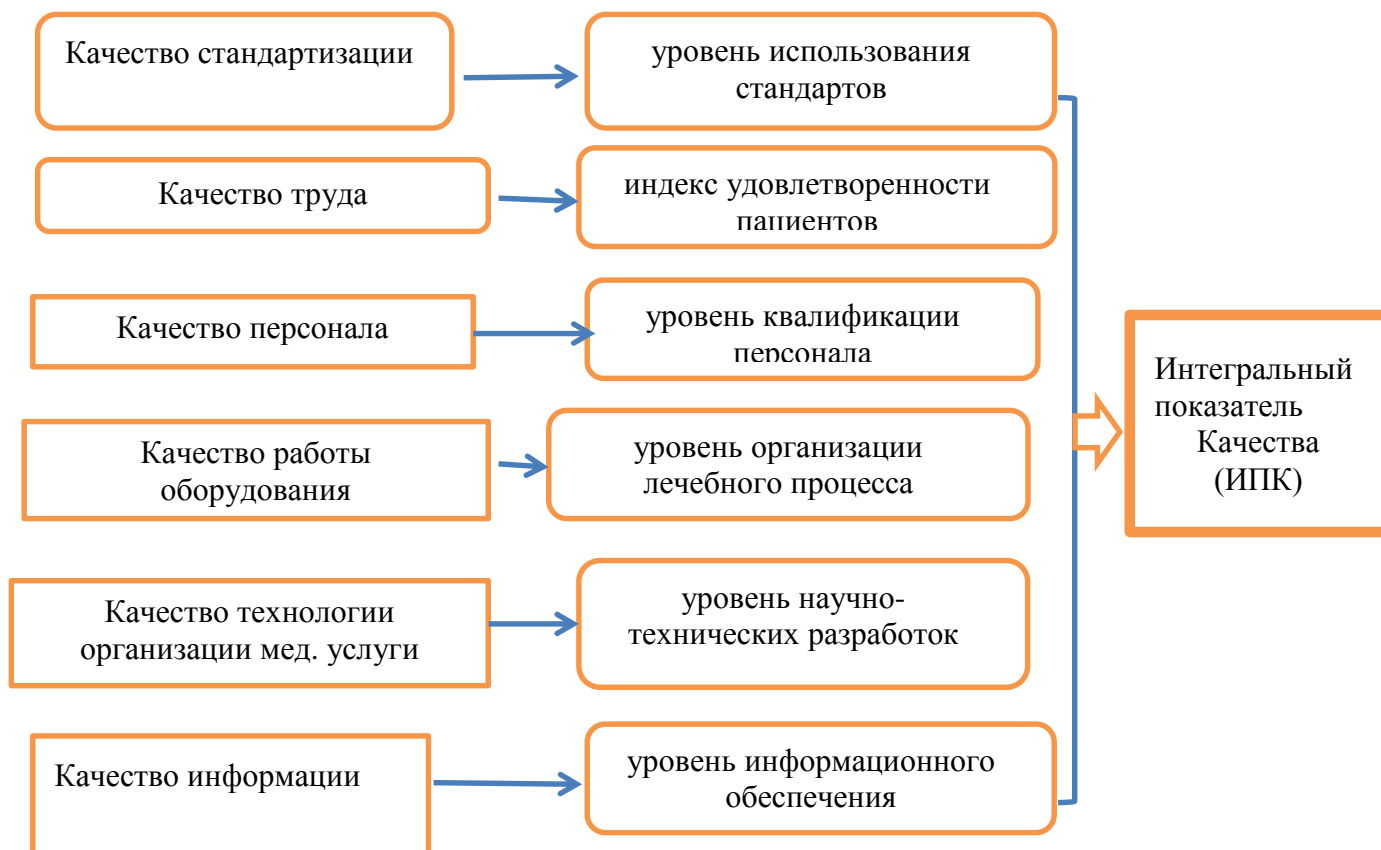 Качество стандартизации
уровень использования
стандартов
Качество труда
индекс удовлетворенности
пациентов
Качество персонала
уровень квалификации
персонала
Качество работы
оборудования
уровень организации
лечебного процесса
Качество технологии
организации мед. услуги
уровень научно-
технических разработок
Качество информации
уровень информационного
обеспечения
Интегральный
показатель
Качества
(ИПК)